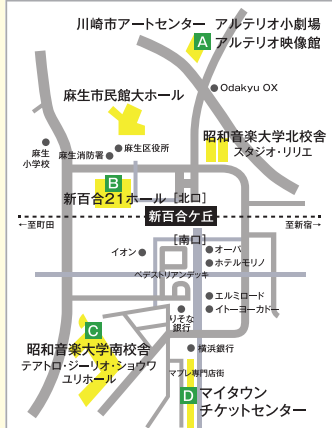 川崎市アートセンター アルテリオ小劇場
A アルテリオ映像館
Odakyu OX
麻生市民館大ホール
昭和音楽大学北校舎
スタジオ・リリエ
麻生
小学校
麻生消防署
麻生区役所
B
新百合21ホール
[北口]
新百合ケ丘
←至町田
至新宿→
[南口]
イオン
オーパ
ホテルモリノ
ペデストリアンデッキ
エルミロード
イトーヨーカドー
りそな
銀行
C
昭和音楽大学南校舎
テアトロ・ジーリオ・ショウワ
ユリホール
横浜銀行
マプレ専門店街
D マイタウン
チケットセンター